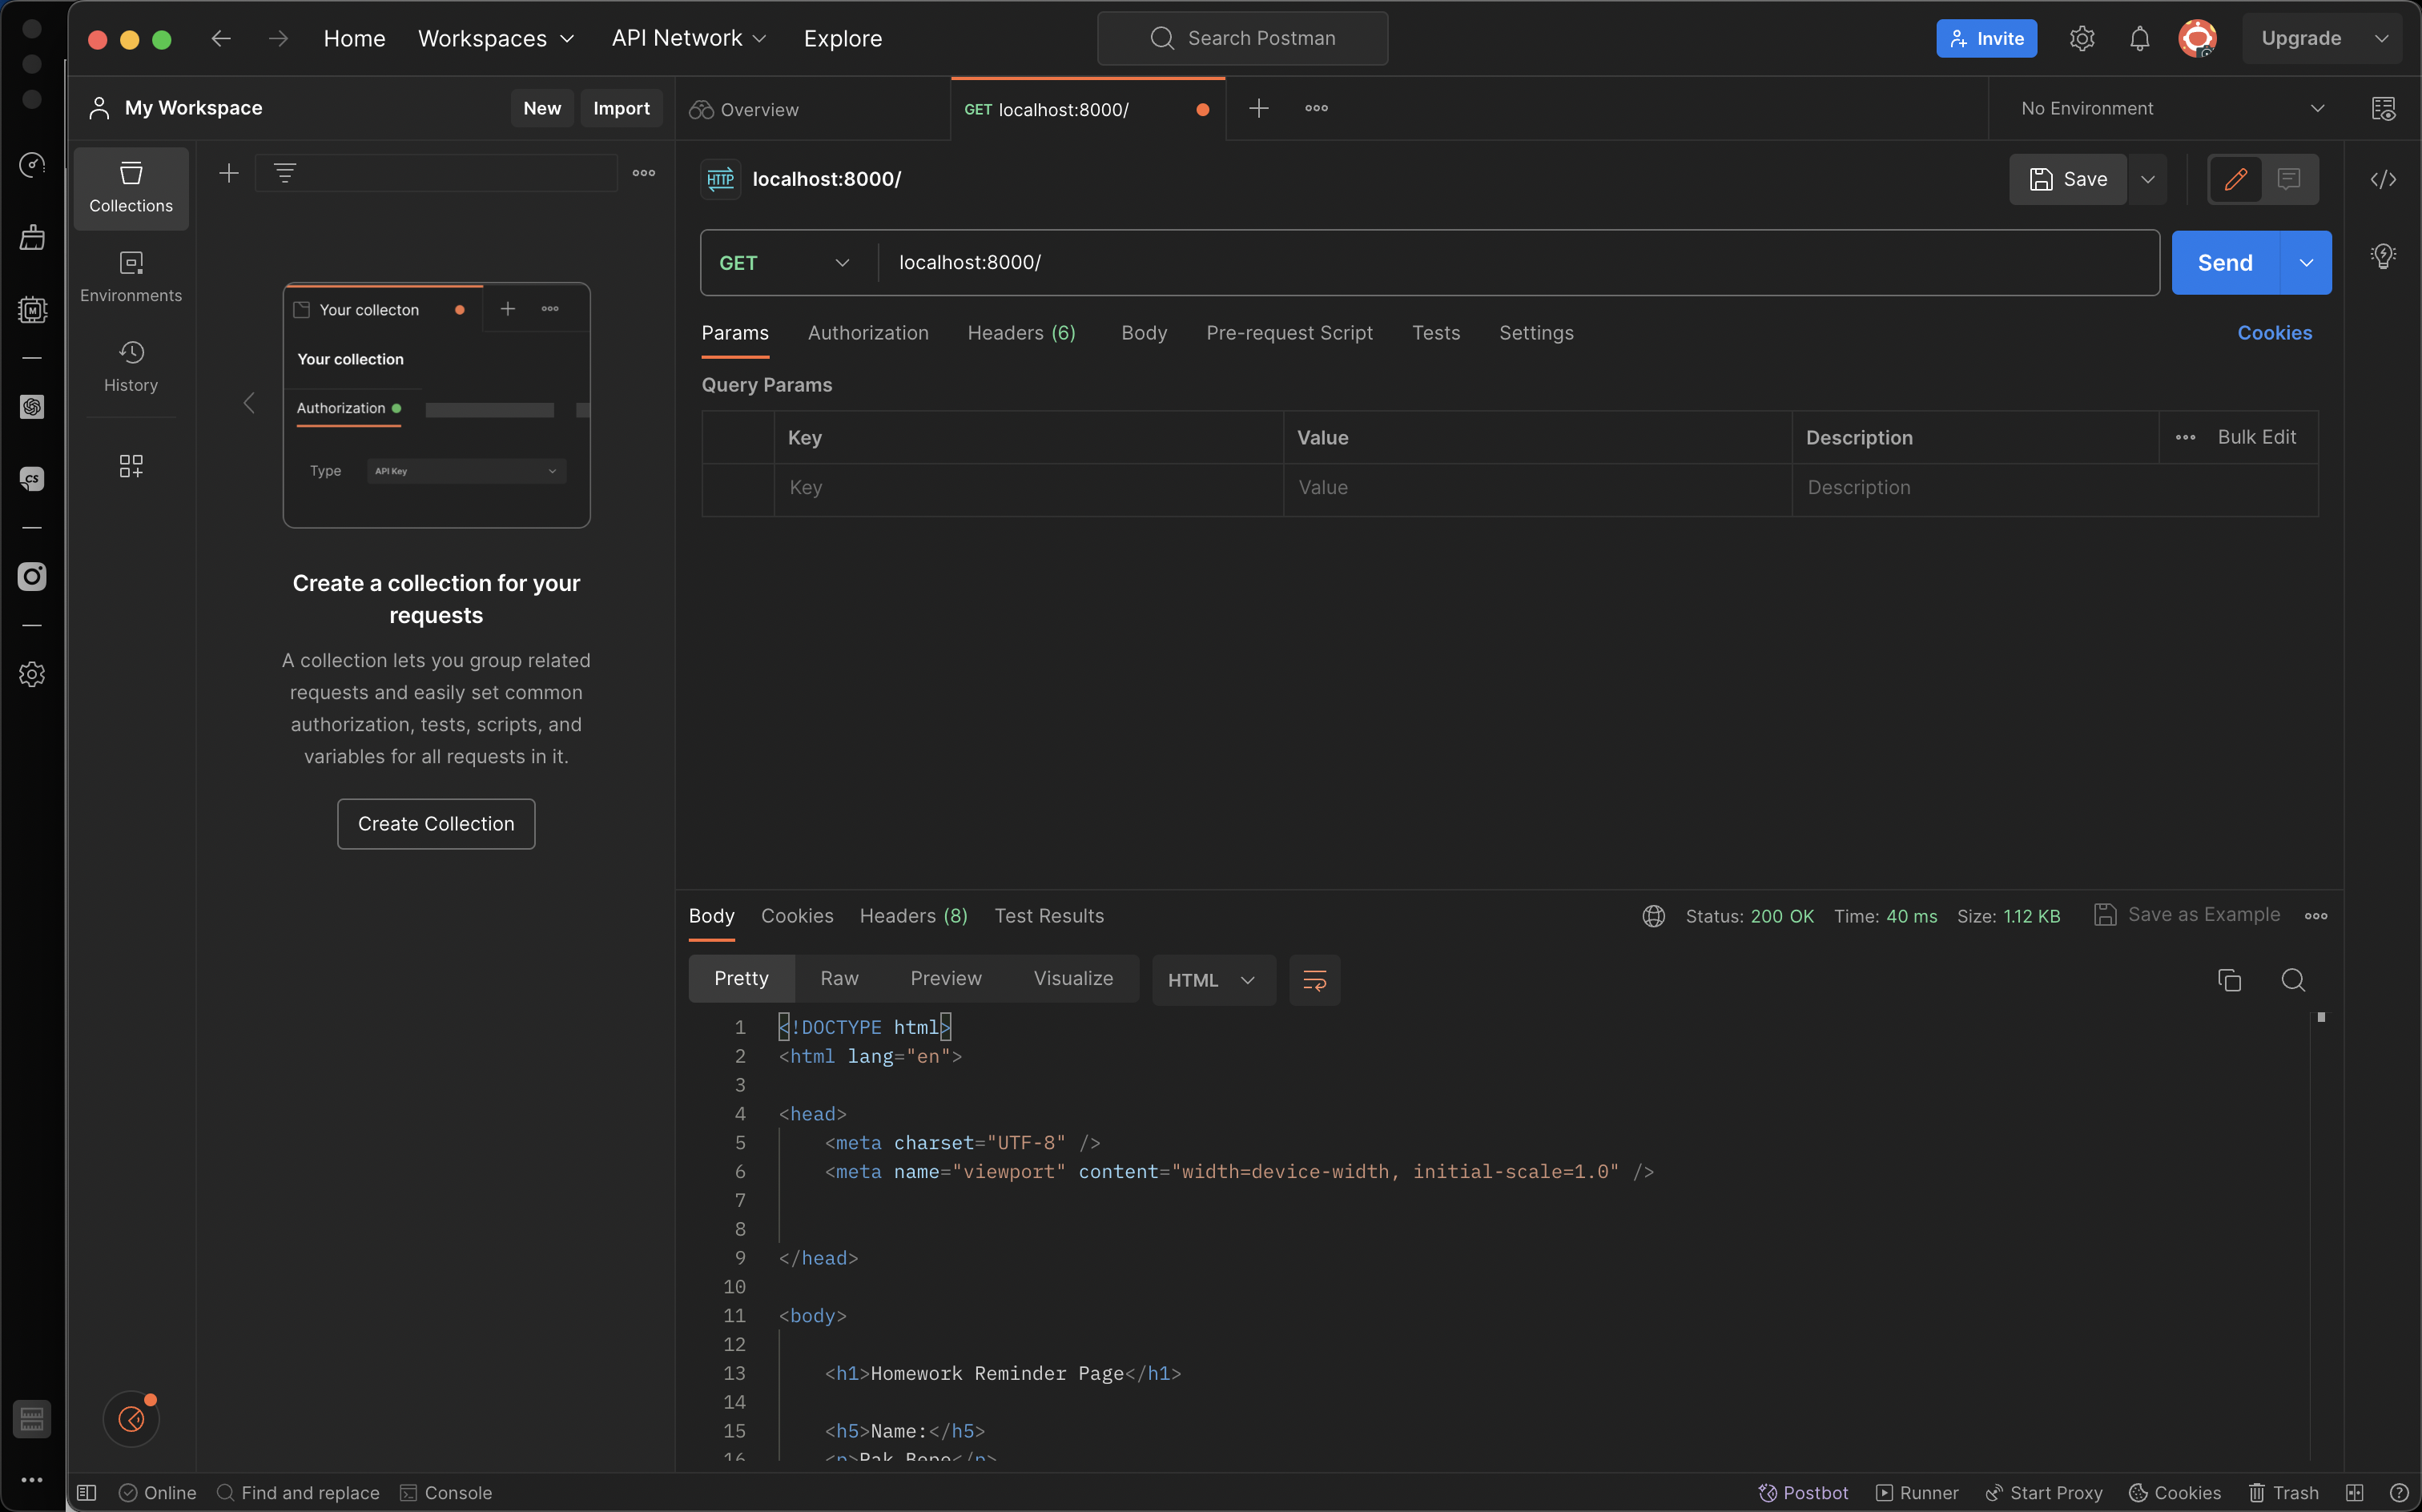 Home Workspaces API Network Explore Search Postman Invite Upgrade
My Workspace New Import Overview GET localhost:8000/ No Environment
Collections
Environments
History
Your collecton
Your collection
Authorization
Type API Key
Create a collection for your
requests
A collection lets you group related
requests and easily set common
authorization, tests, scripts, and
variables for all requests in it.
Create Collection
HTTP localhost:8000/ Save
GET localhost:8000/ Send
Params Authorization Headers (6) Body Pre-request Script Tests Settings Cookies
Query Params
Key Value Description Bulk Edit
Key Value Description
Body Cookies Headers (8) Test Results Status: 200 OK Time: 40 ms Size: 1.12 KB Save as Example
Pretty Raw Preview Visualize HTML
1 <!DOCTYPE html>
2 <html lang="en">
3
4 <head>
5 <meta charset="UTF-8" />
6 <meta name="viewport" content="width=device-width, initial-scale=1.0" />
7
8
9 </head>
10
11 <body>
12
13 <h1>Homework Reminder Page</h1>
14
15 <h5>Name:</h5>
16
Online Find and replace Console Postbot Runner Start Proxy Cookies Trash
M
CS